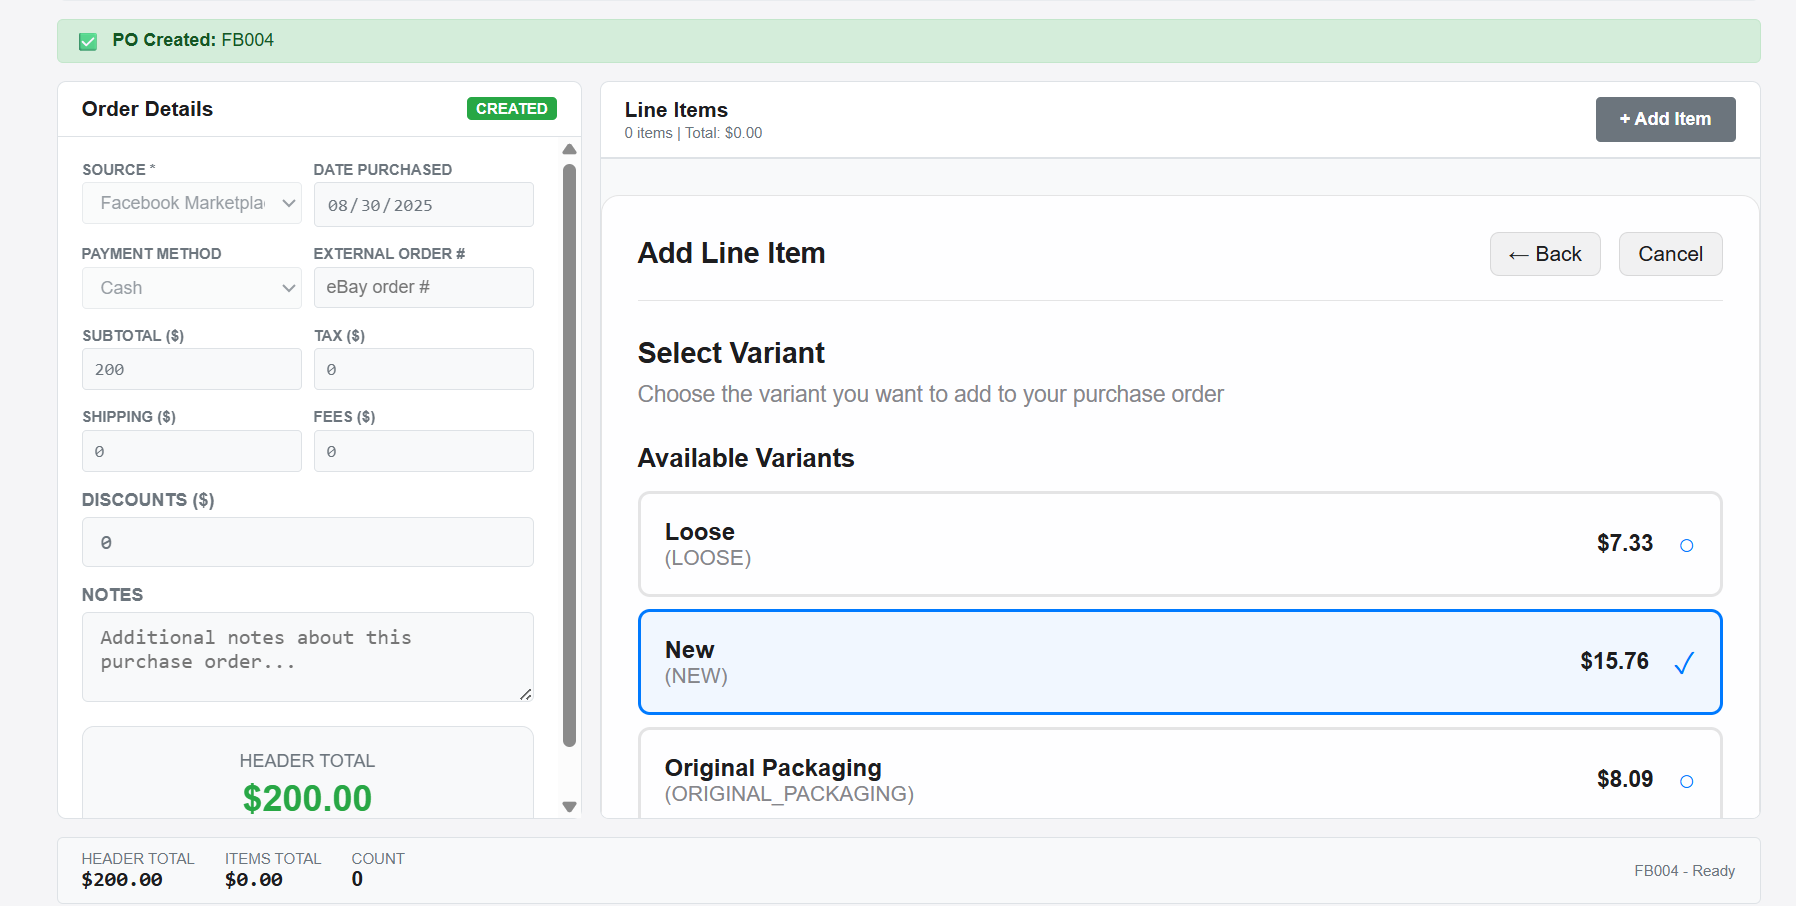 PO Created: FB004
Order Details
CREATED
SOURCE *
DATE PURCHASED
Facebook Marketpla
08/30/2025
PAYMENT METHOD
EXTERNAL ORDER #
Cash
eBay order #
SUBTOTAL ($)
TAX ($)
200
0
SHIPPING ($)
FEES ($)
0
0
DISCOUNTS ($)
0
NOTES
Additional notes about this
purchase order...
HEADER TOTAL
$200.00
Line Items
0 items | Total: $0.00
+ Add Item
Add Line Item
← Back
Cancel
Select Variant
Choose the variant you want to add to your purchase order
Available Variants
Loose
(LOOSE)
$7.33
New
(NEW)
$15.76
Original Packaging
(ORIGINAL_PACKAGING)
$8.09
HEADER TOTAL
$200.00
ITEMS TOTAL
$0.00
COUNT
0
FB004 - Ready